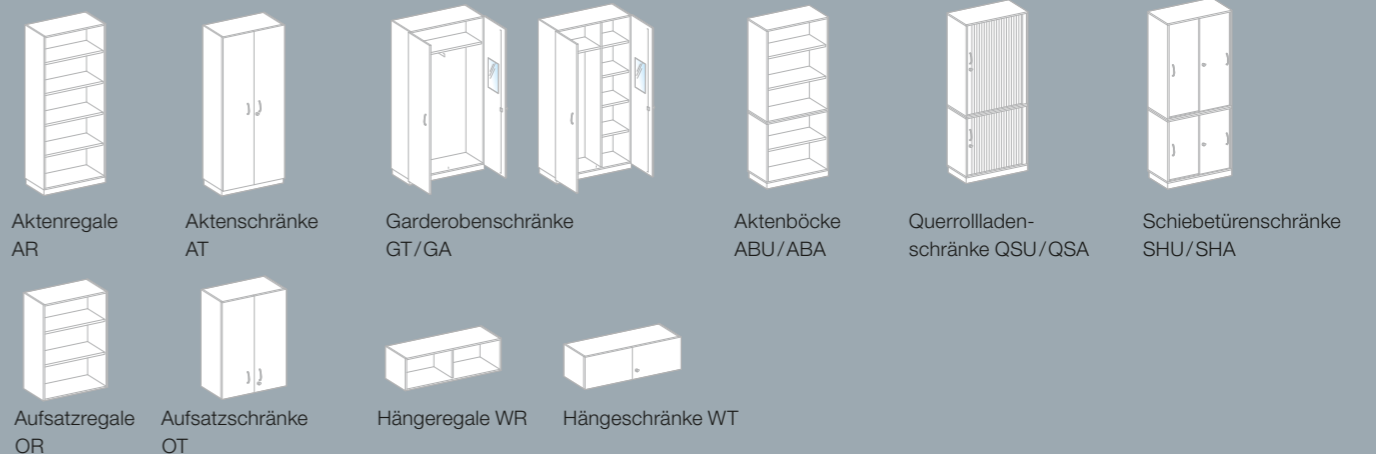 Aktenregale
AR
Aktenschränke
AT
Garderobenschränke
GT/GA
Aktenböcke
ABU/ABA
Querrollladen-
schränke QSU/QSA
Schiebetürenschränke
SHU/SHA
Aufsatzregale
OR
Aufsatzschränke
OT
Hängeregale WR
Hängeschränke WT